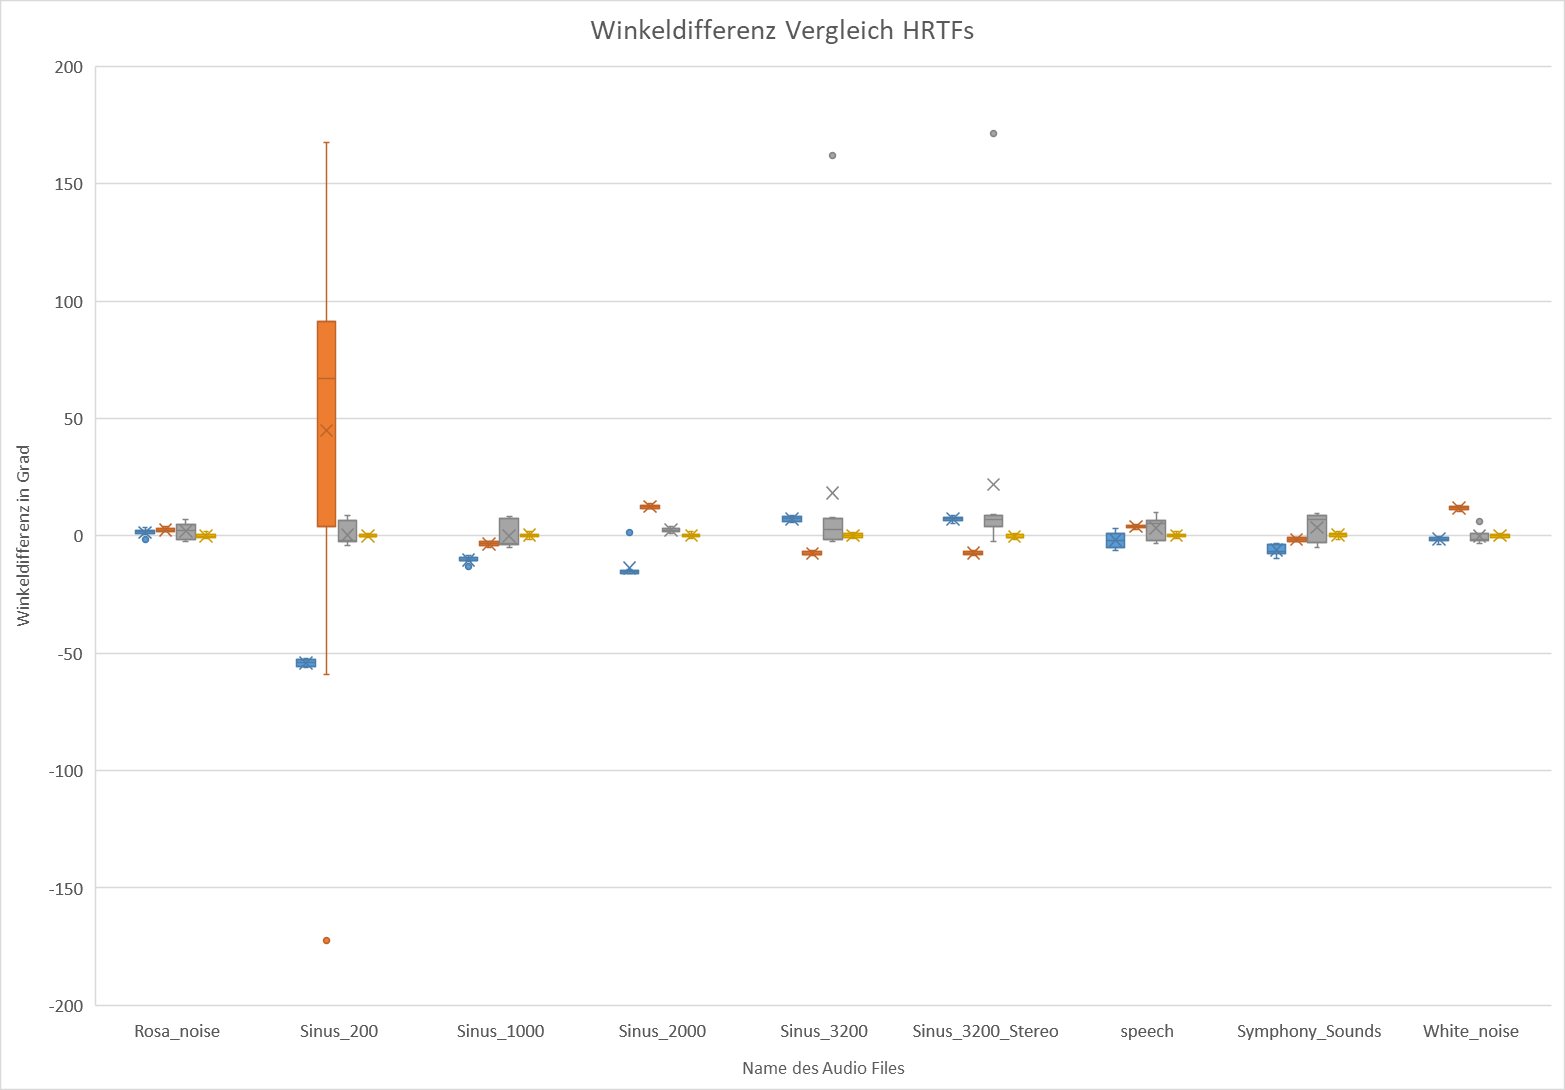 Winkeldifferenz Vergleich HRTFs
200
150
100
50
0
-50
-100
-150
-200
Winkeldifferenz in Grad
Rosa_noise Sinus_200 Sinus_1000 Sinus_2000 Sinus_3200 Sinus_3200_Stereo speech Symphony_Sounds White_noise
Name des Audio Files